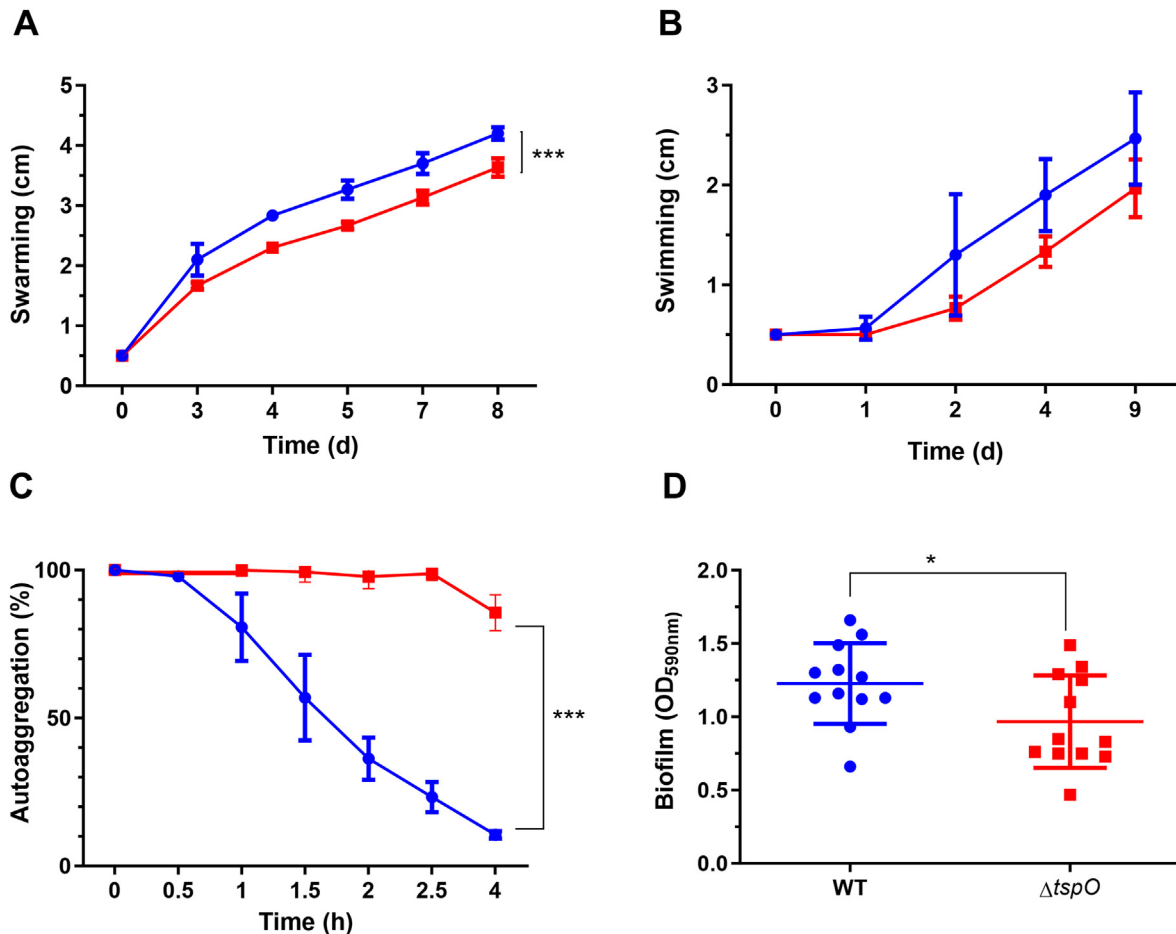 A
Swarming (cm)
5
4
3
2
1
0
0 3 4 5 7 8
Time (d)
***
B
Swimming (cm)
3
2
1
0
0 1 2 4 9
Time (d)
C
Autoaggregation (%)
100
50
0
0 0.5 1 1.5 2 2.5 4
Time (h)
***
D
Biofilm (OD590nm)
2.0
1.5
1.0
0.5
0.0
*
WT ΔtspO